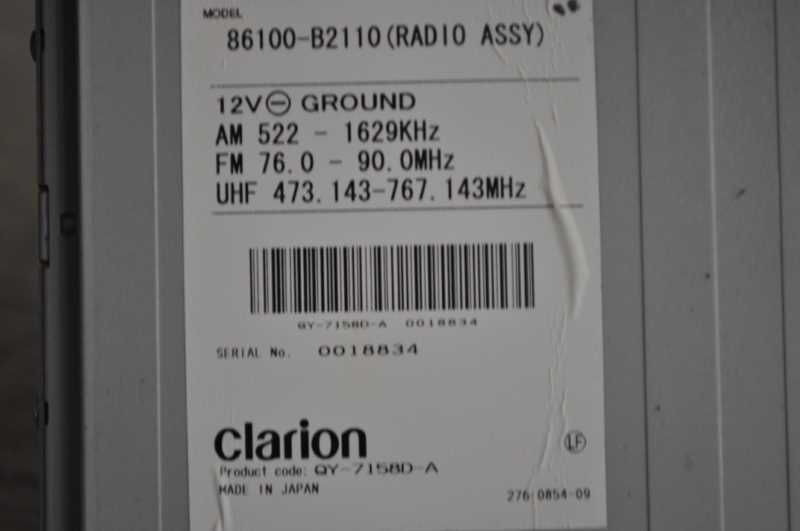 MODEL
86100-B2110(RADIO ASSY)
12V⊖ GROUND
AM 522 - 1629KHz
FM 76.0 - 90.0MHz
UHF 473.143-767.143MHz
QY-7158D-A 0018834
SERIAL No. 0018834
Clarion
LF
Product code: QY-7158D-A
MADE IN JAPAN
276-0854-09